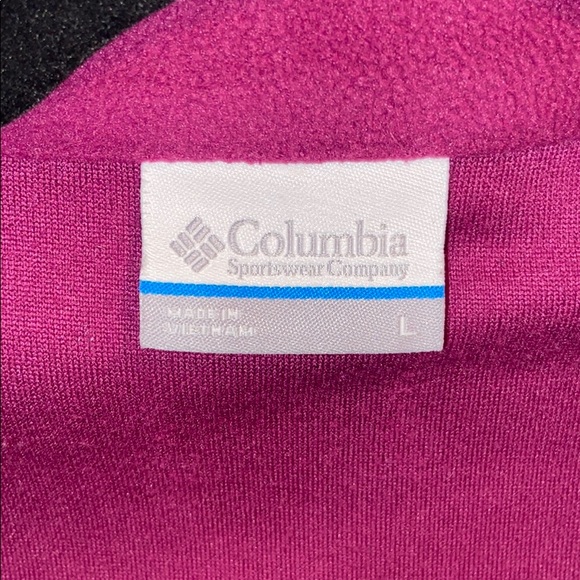 Columbia
Sportswear Company
MADE IN
VIETNAM
L